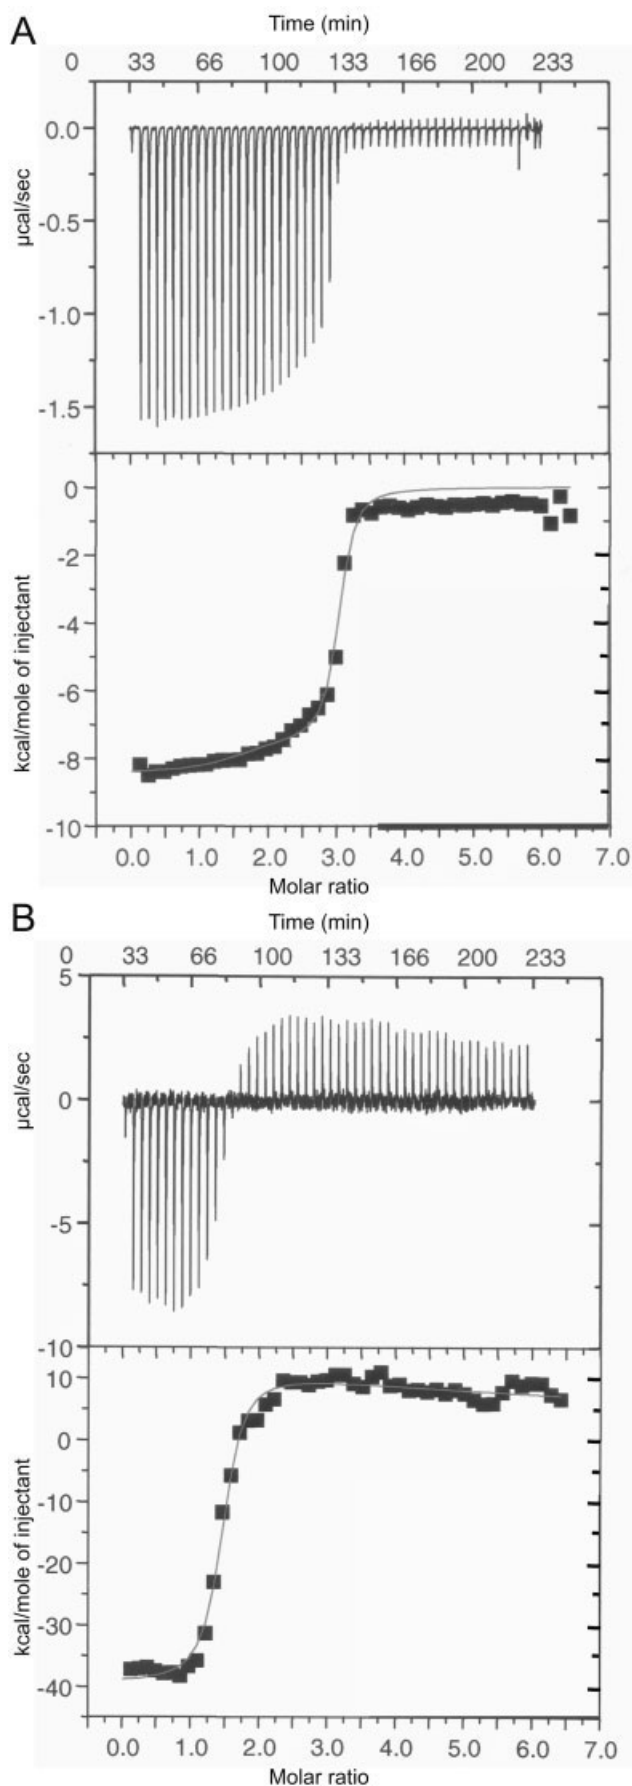 A
Time (min)
0 33 66 100 133 166 200 233
0.0
-0.5
-1.0
-1.5
µcal/sec
0
-2
-4
-6
-8
-10
kcal/mole of injectant
0.0 1.0 2.0 3.0 4.0 5.0 6.0 7.0
Molar ratio
B
Time (min)
0 33 66 100 133 166 200 233
5
0
-5
-10
µcal/sec
10
0
-10
-20
-30
-40
kcal/mole of injectant
0.0 1.0 2.0 3.0 4.0 5.0 6.0 7.0
Molar ratio